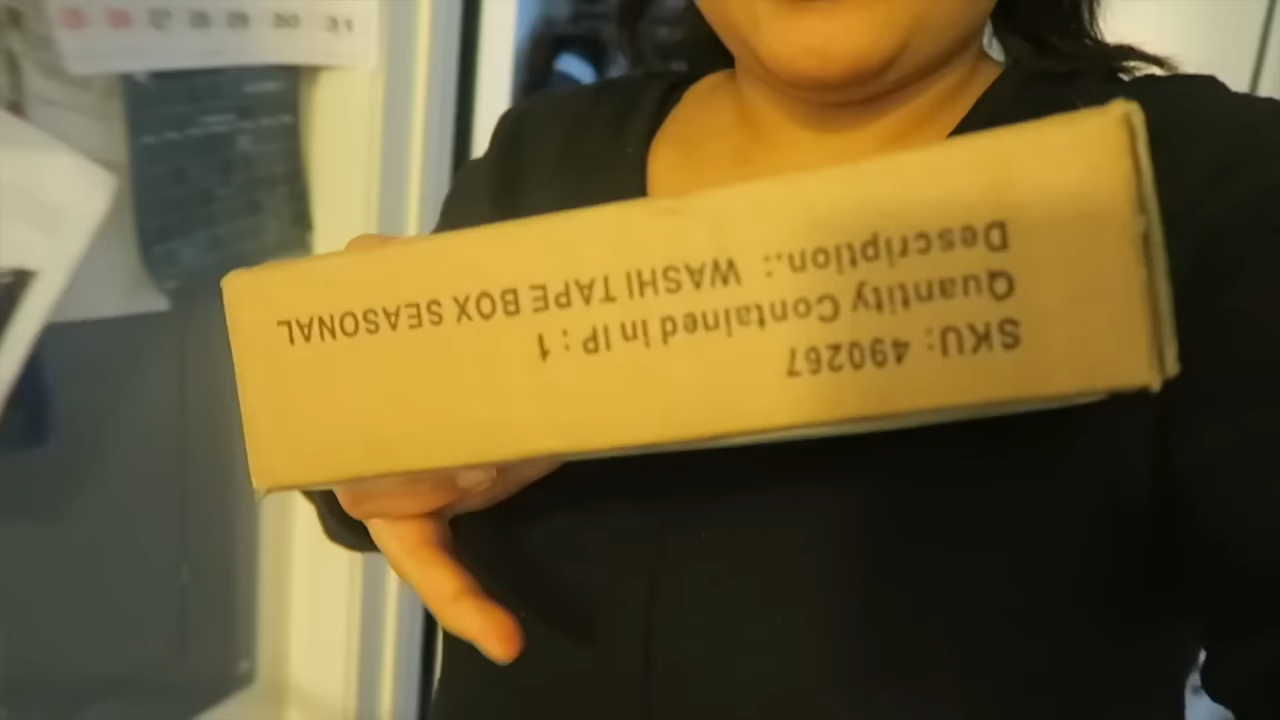 SKU: 490267
Quantity Contained in IP : 1
Description.: WASHI TAPE BOX SEASONAL